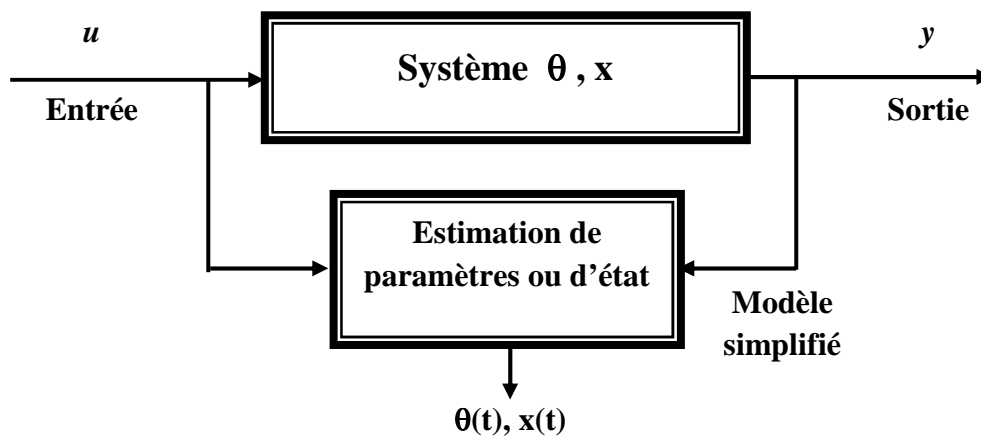 u
y
Système θ , x
Entrée
Sortie
Estimation de
paramètres ou d’état
Modèle
simplifié
θ(t), x(t)